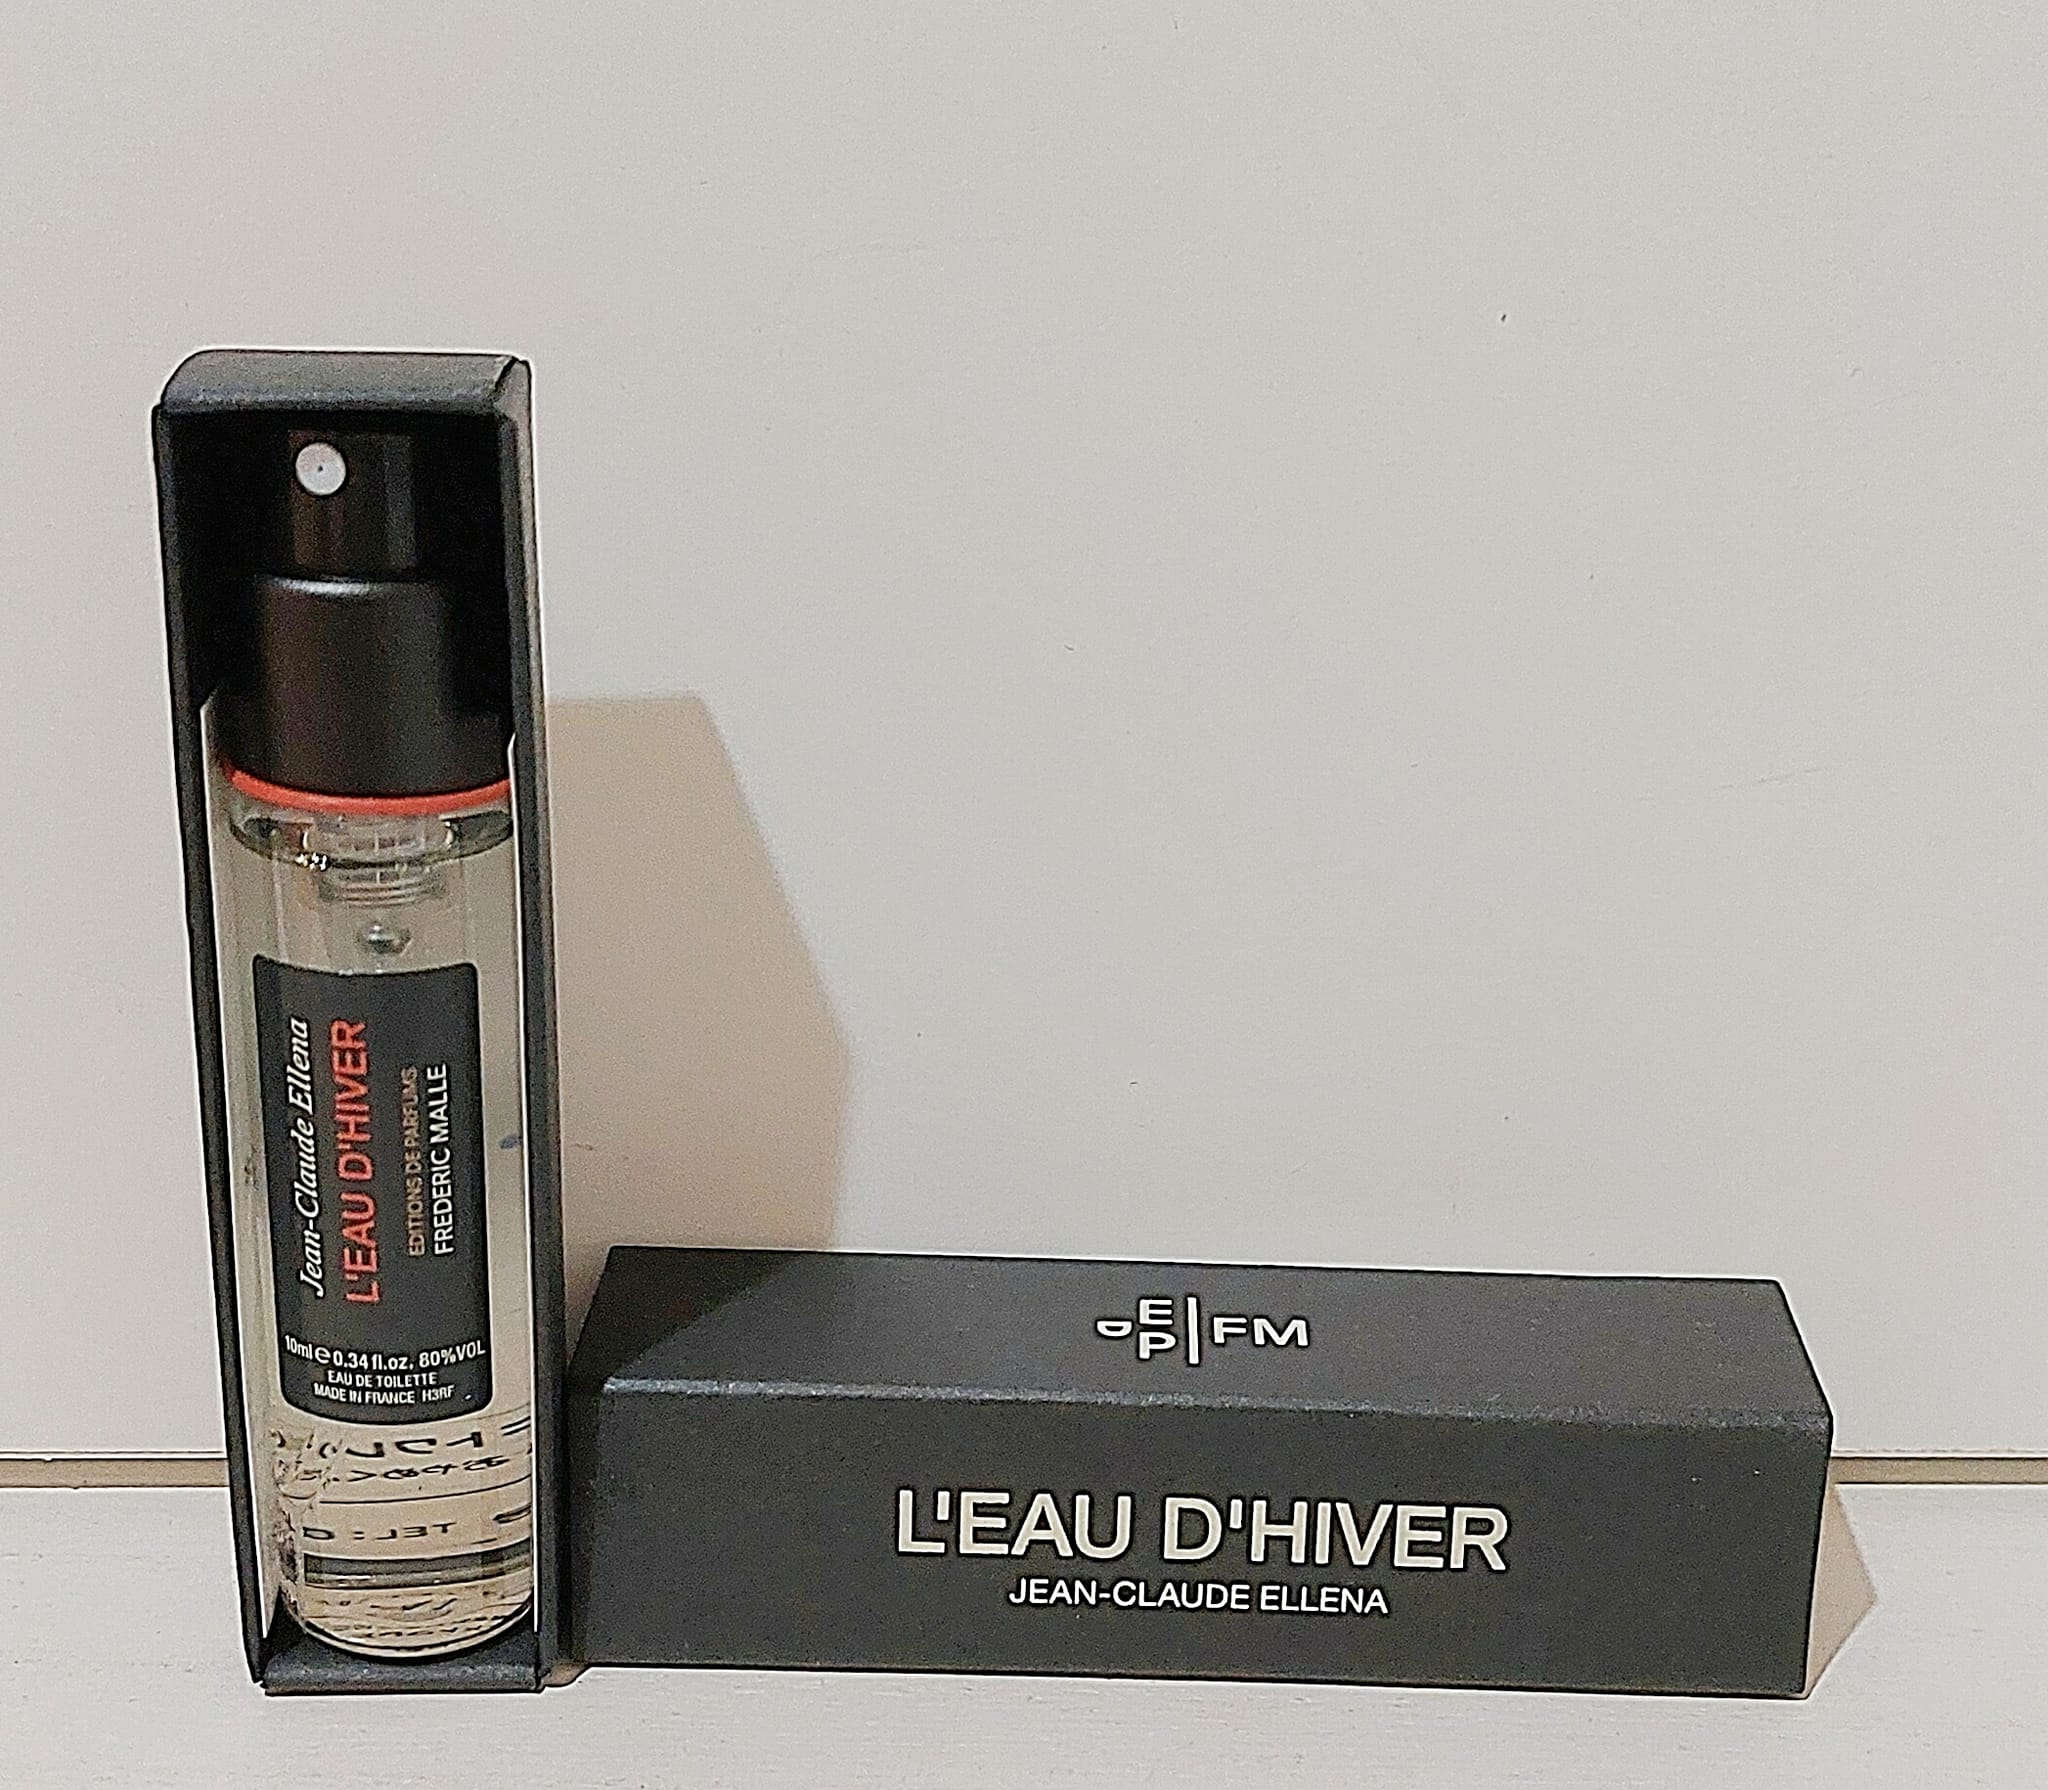 Jean-Claude Ellena
L'EAU D'HIVER
EDITIONS DE PARFUMS
FREDERIC MALLE
10ml e 0.34 fl.oz. 80%VOL
EAU DE TOILETTE
MADE IN FRANCE H3RF
EDP|FM
L'EAU D'HIVER
JEAN-CLAUDE ELLENA